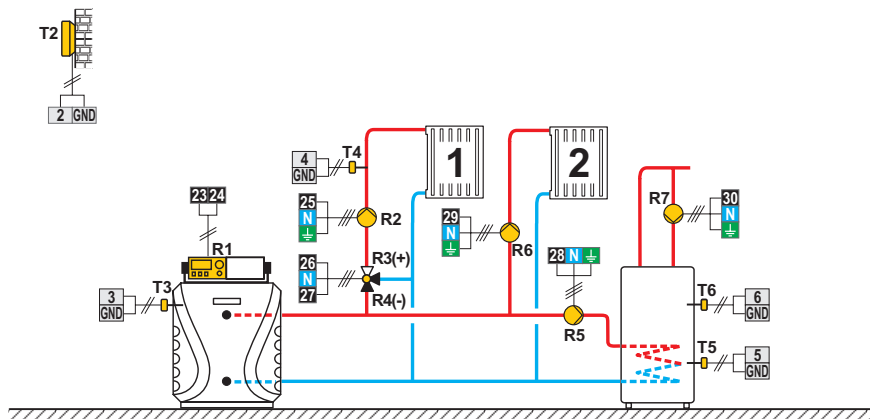 T2
2 GND
4
GND
T4
1
2
23 24
25
N
R2
29
N
R6
R7
30
N
R1
26
N
27
R3(+)
R4(-)
28 N
3
GND
T3
R5
T6
6
GND
T5
5
GND